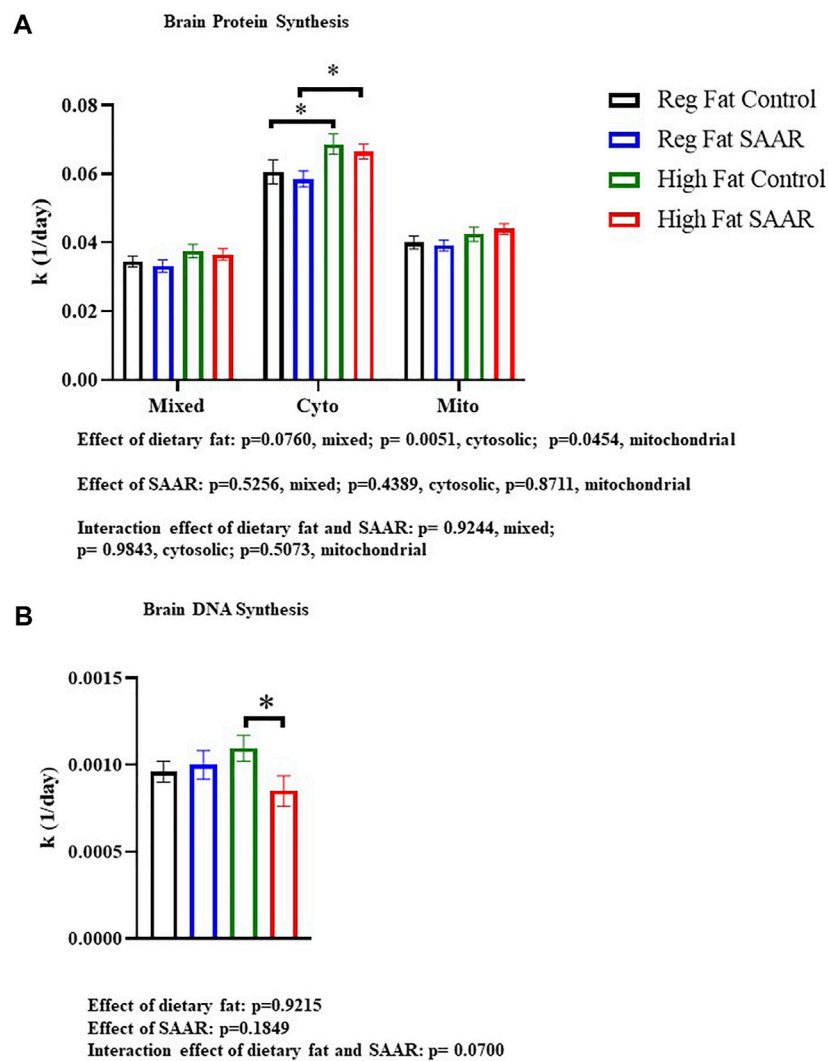 A
Brain Protein Synthesis
*
*
0.08
0.06
0.04
0.02
0.00
k (1/day)
Mixed Cyto Mito
Reg Fat Control
Reg Fat SAAR
High Fat Control
High Fat SAAR
Effect of dietary fat: p=0.0760, mixed; p= 0.0051, cytosolic; p=0.0454, mitochondrial
Effect of SAAR: p=0.5256, mixed; p=0.4389, cytosolic, p=0.8711, mitochondrial
Interaction effect of dietary fat and SAAR: p= 0.9244, mixed;
p= 0.9843, cytosolic; p=0.5073, mitochondrial
B
Brain DNA Synthesis
*
0.0015
0.0010
0.0005
0.0000
k (1/day)
Effect of dietary fat: p=0.9215
Effect of SAAR: p=0.1849
Interaction effect of dietary fat and SAAR: p= 0.0700